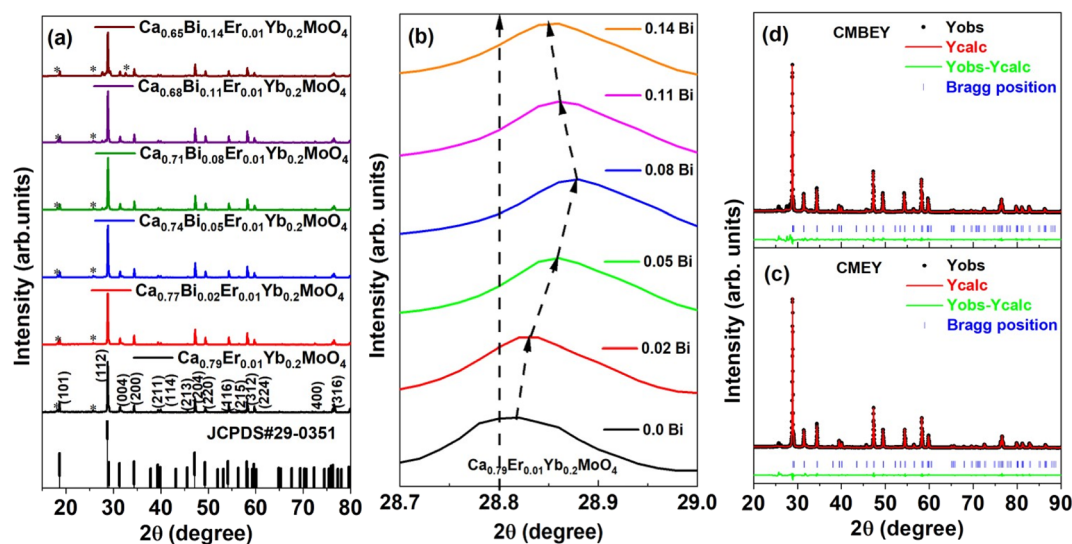 (a)
Ca0.65Bi0.14Er0.01Yb0.2MoO4
* * *
Ca0.68Bi0.11Er0.01Yb0.2MoO4
* *
Ca0.71Bi0.08Er0.01Yb0.2MoO4
* *
Ca0.74Bi0.05Er0.01Yb0.2MoO4
* *
Ca0.77Bi0.02Er0.01Yb0.2MoO4
* *
Ca0.79Er0.01Yb0.2MoO4
* *
(101)
(112)
(004)
(200)
(211)
(114)
(213)
(204)
(220)
(116)
(215)
(312)
(224)
400)
(316)
JCPDS#29-0351
Intensity (arb.units)
20 30 40 50 60 70 80
2θ (degree)
(b)
0.14 Bi
0.11 Bi
0.08 Bi
0.05 Bi
0.02 Bi
0.0 Bi
Ca0.79Er0.01Yb0.2MoO4
Intensity (arb.units)
28.7 28.8 28.9 29.0
2θ (degree)
(d)
CMBEY
Yobs
Ycalc
Yobs-Ycalc
Bragg position
(c)
CMEY
Yobs
Ycalc
Yobs-Ycalc
Bragg position
Intensity (arb. units)
20 30 40 50 60 70 80 90
2θ (degree)